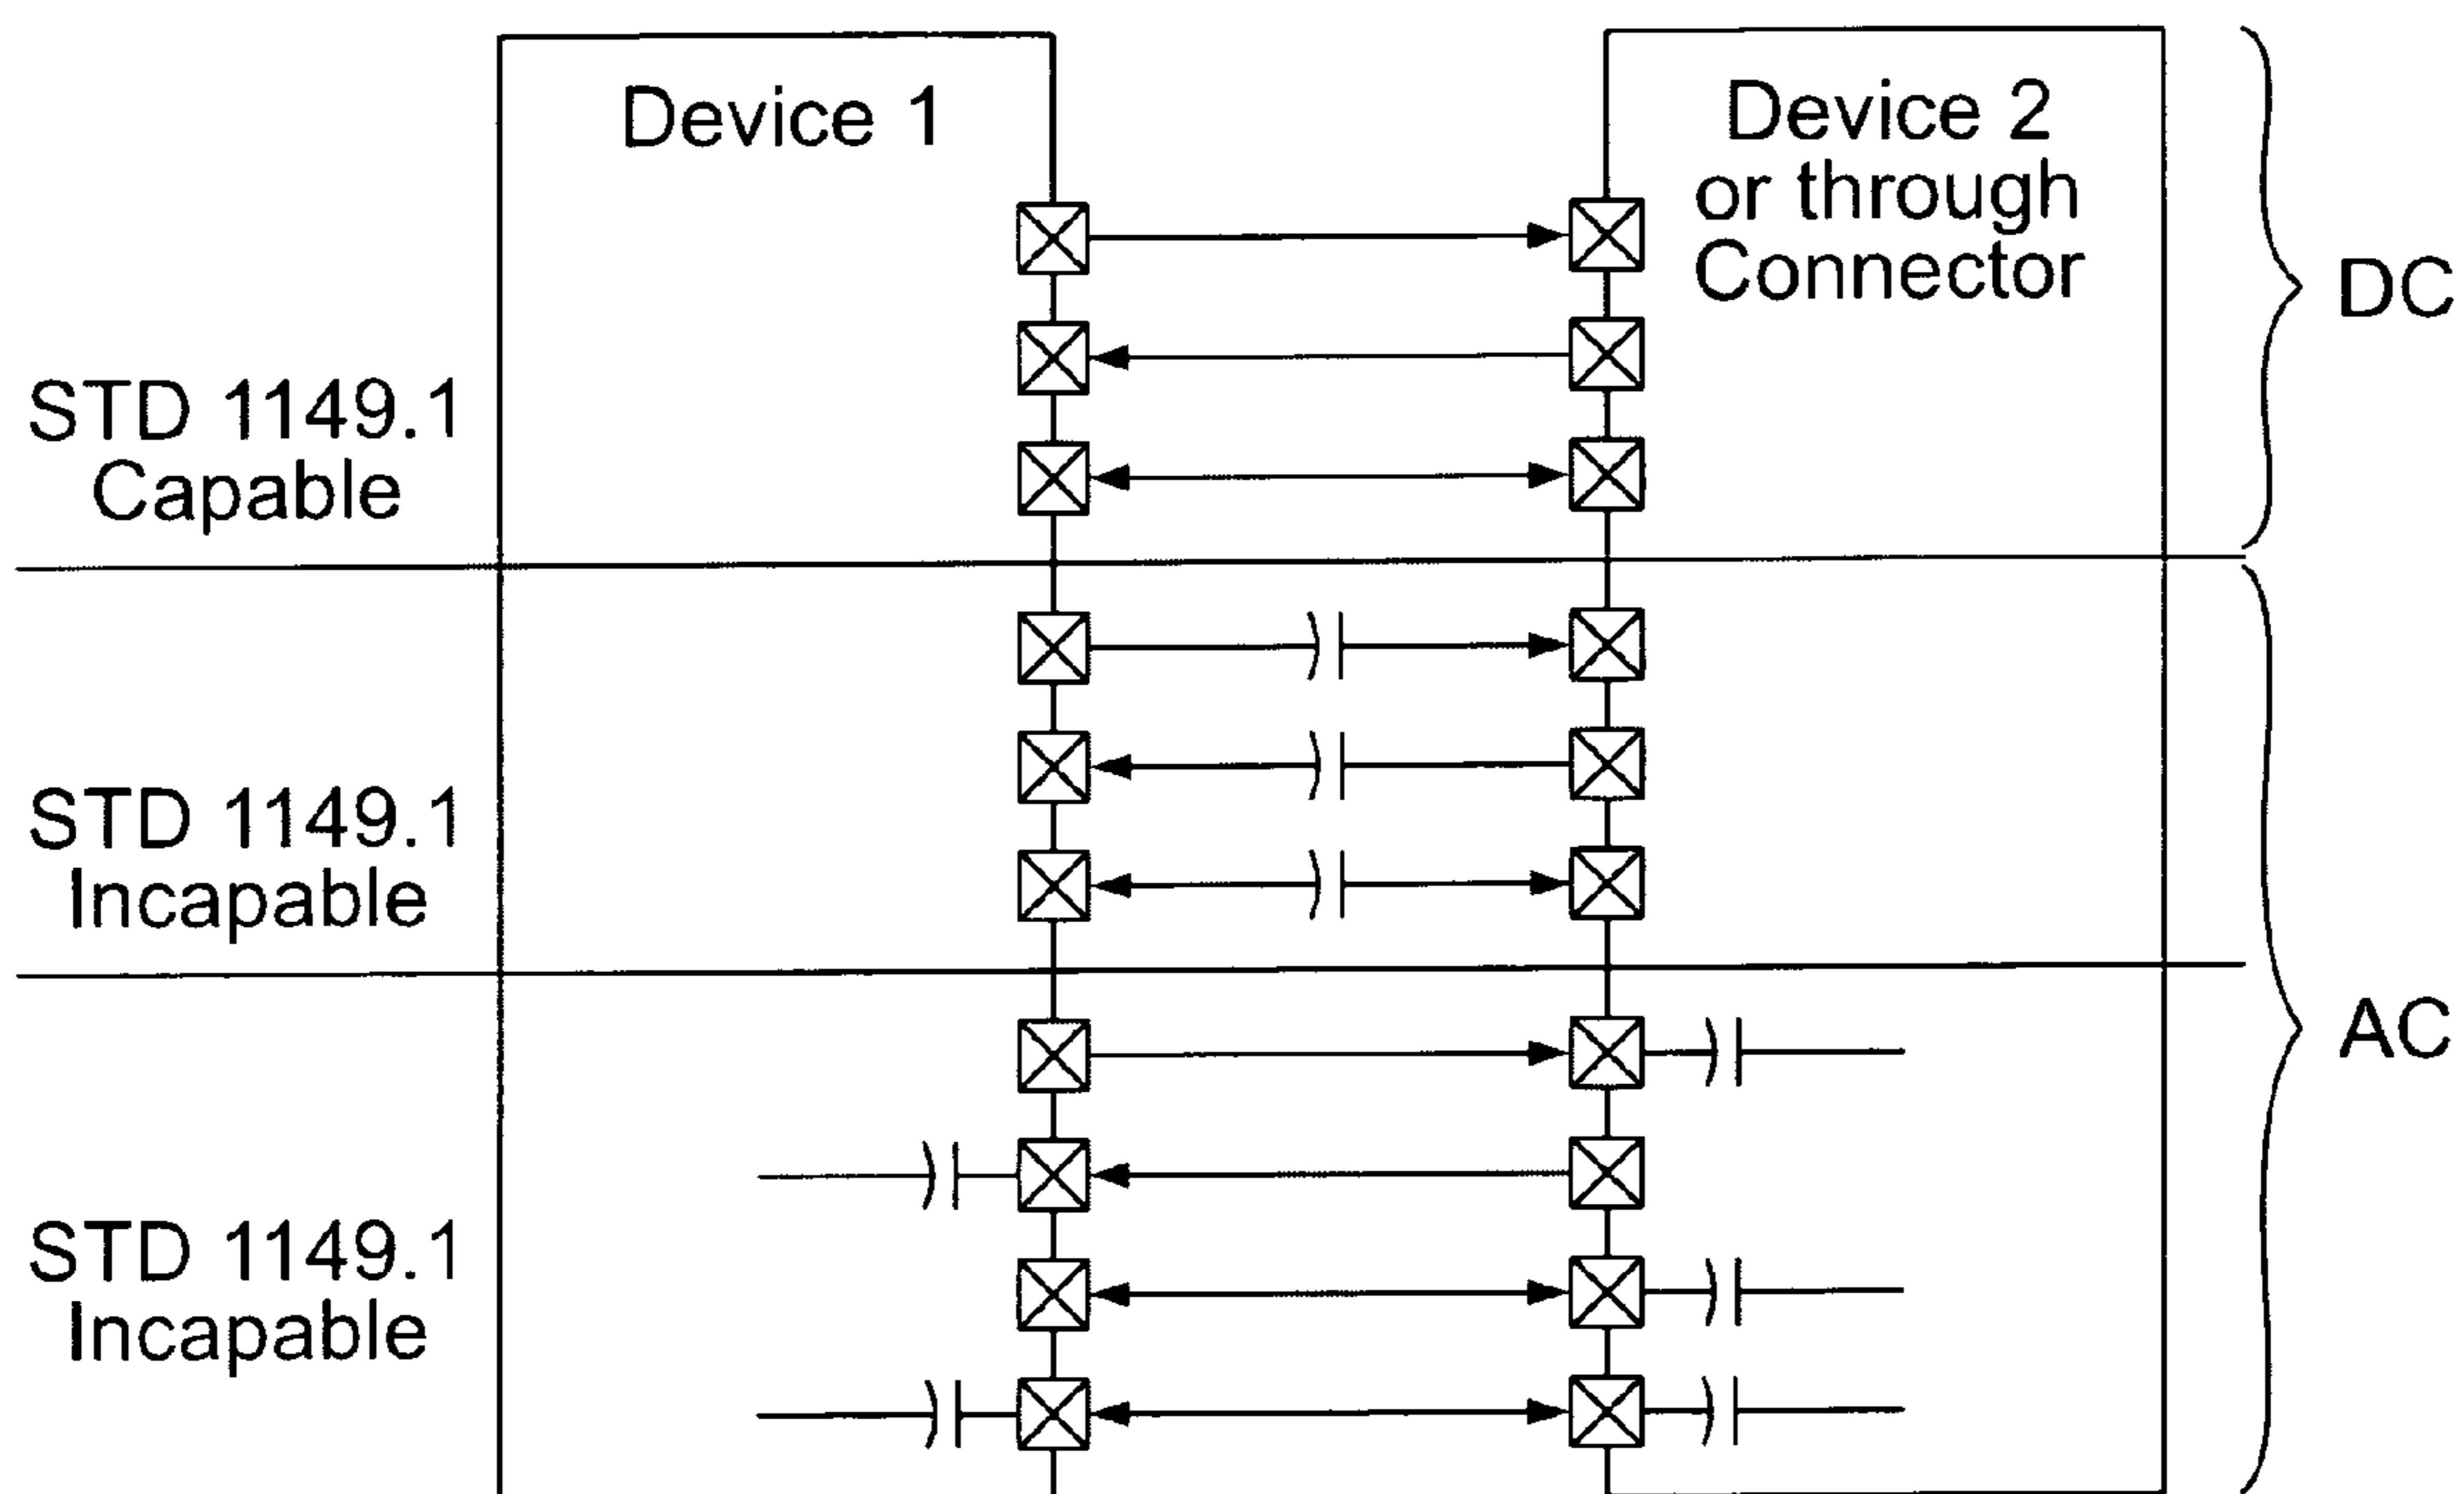 Device 1
Device 2
or through
Connector
DC
STD 1149.1
Capable
STD 1149.1
Incapable
AC
STD 1149.1
Incapable